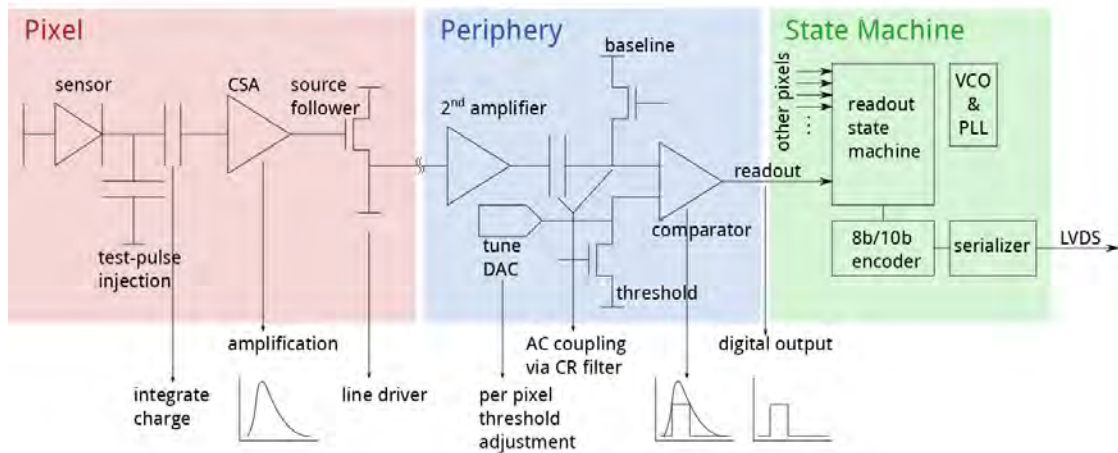 Pixel
Periphery
State Machine
sensor
CSA
source
follower
2nd amplifier
baseline
other pixels
...
readout
state
machine
VCO
&
PLL
readout
test-pulse
injection
tune
DAC
comparator
threshold
8b/10b
encoder
serializer
LVDS
amplification
AC coupling
via CR filter
digital output
integrate
charge
line driver
per pixel
threshold
adjustment